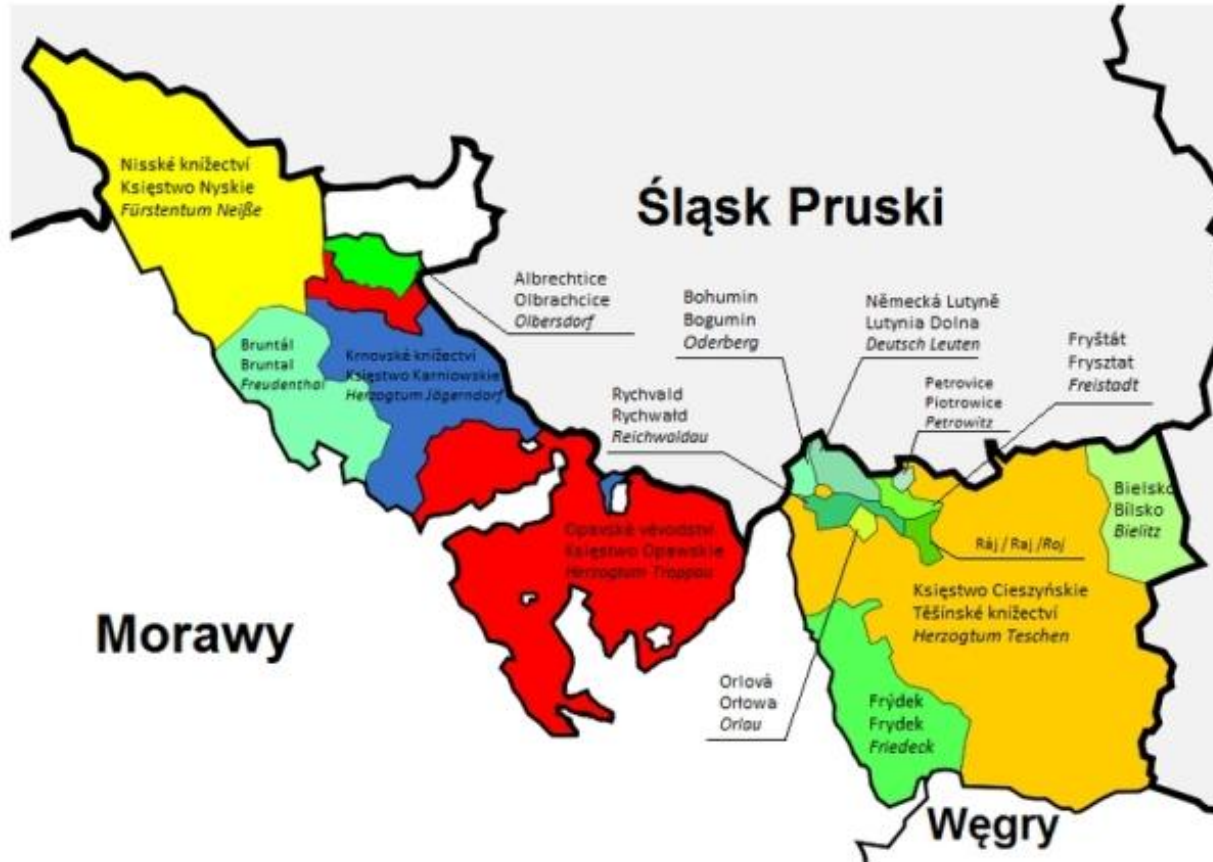 Nisské knížectví
Księstwo Nyskie
Fürstentum Neiße
Śląsk Pruski
Albrechtice
Olbrachcice
Olbersdorf
Bohumin
Bogumin
Oderberg
Německá Lutyně
Lutynia Dolna
Deutsch Leuten
Fryštát
Frysztat
Freistadt
Bruntál
Bruntal
Freudenthal
Krnovské knížectví
Księstwo Karniowskie
Herzogtum Jägerndorf
Petrovice
Piotrowice
Petrowitz
Rychvald
Rychwałd
Reichwaldau
Bielsko
Bílsko
Bielitz
Opavské vévodství
Księstwo Opawskie
Herzogtum Troppau
Ráj / Raj /Roj
Księstwo Cieszyńskie
Těšínské knížectví
Herzogtum Teschen
Morawy
Orlová
Orłowa
Orlau
Frýdek
Frydek
Friedeck
Węgry